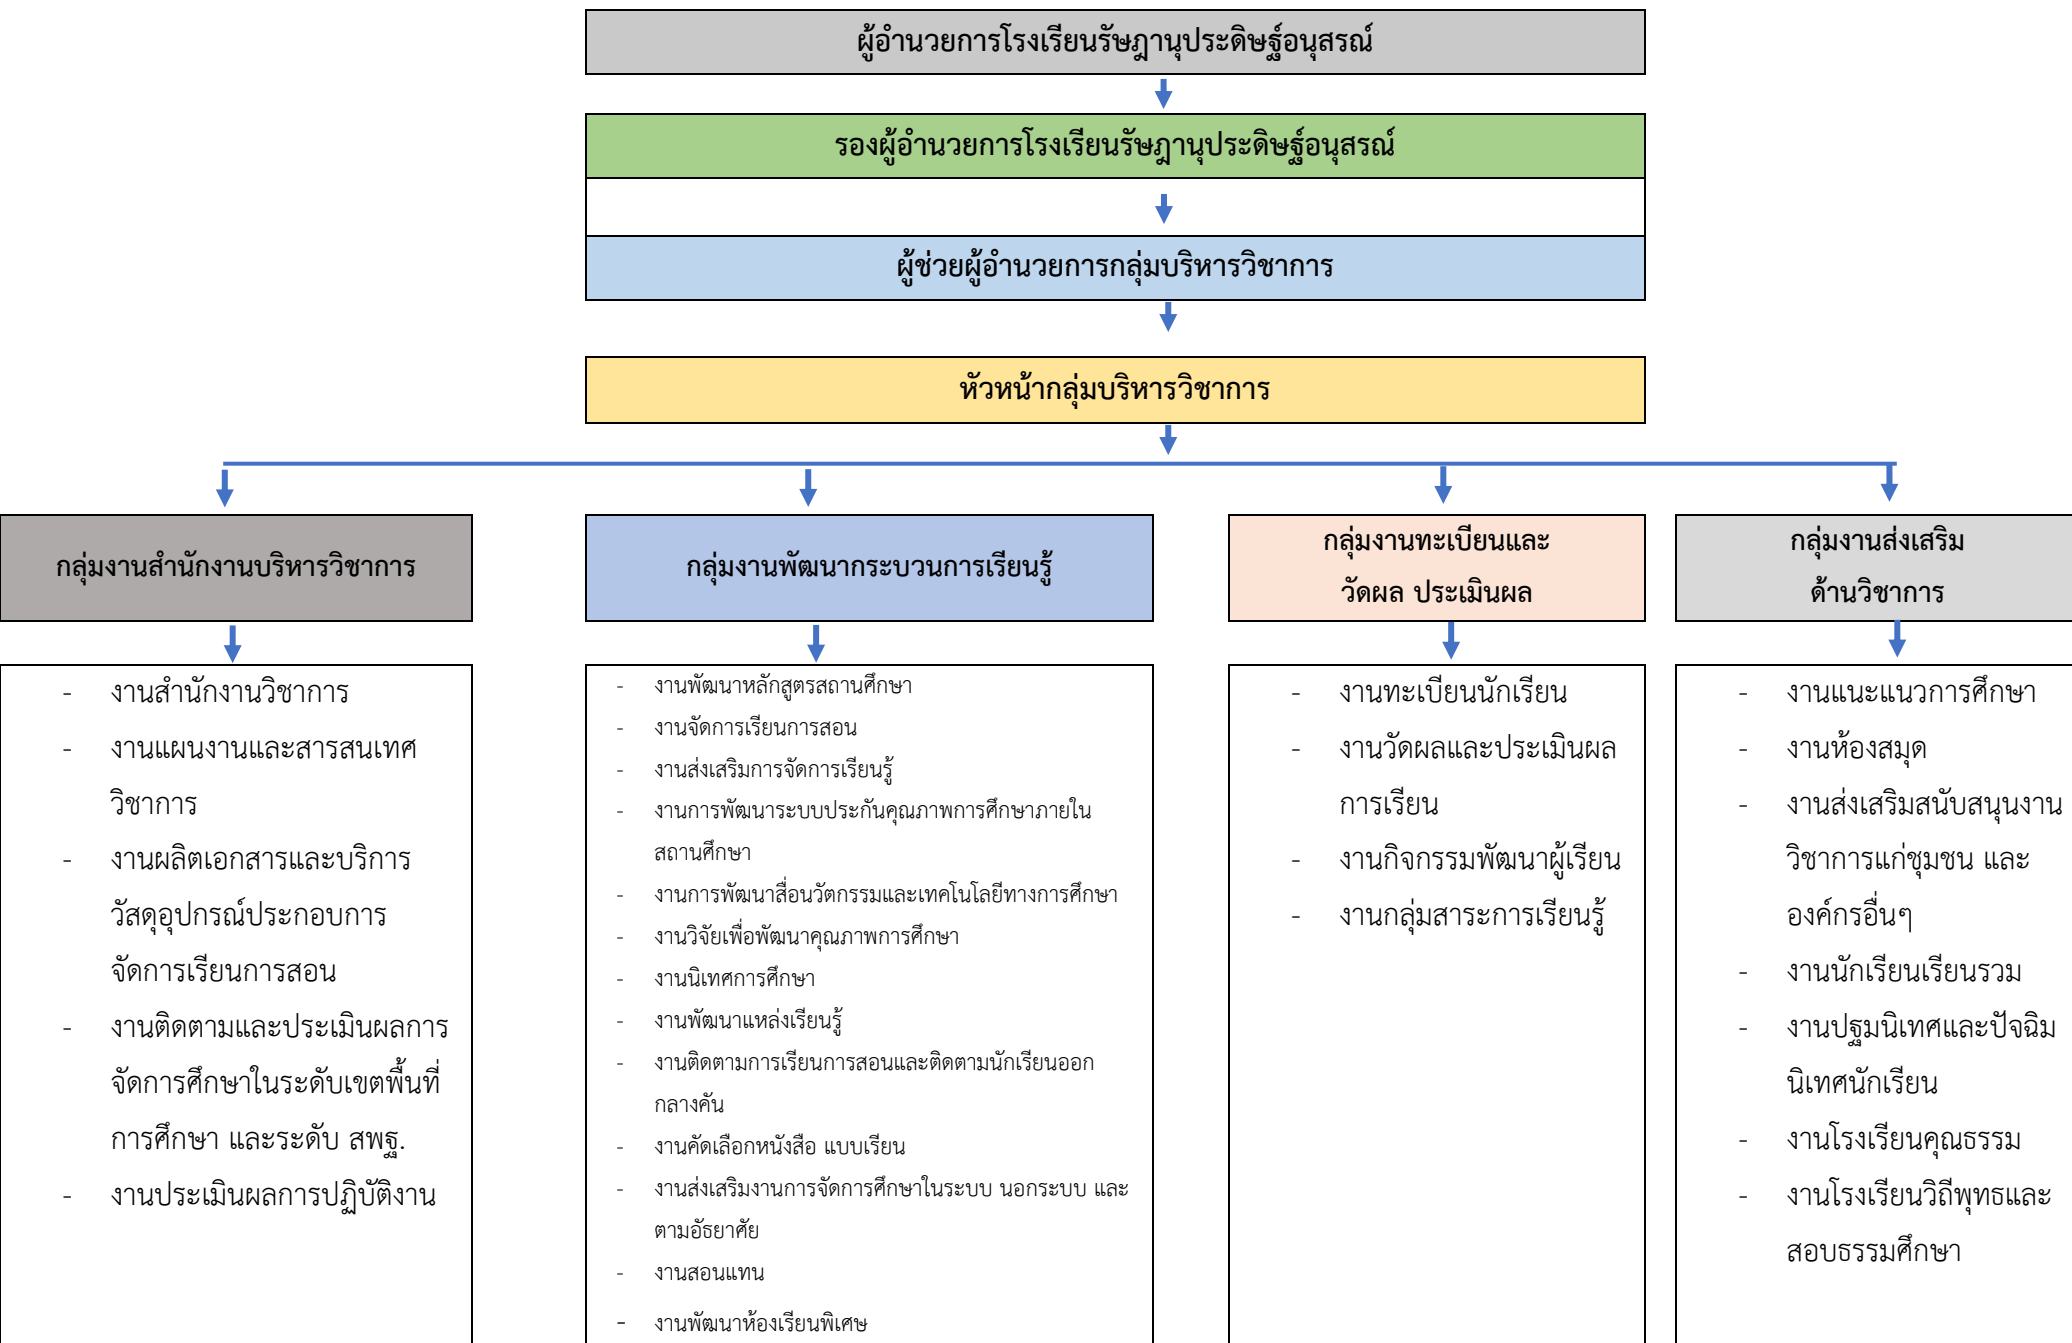 ผู้อำนวยการโรงเรียนรัษฎานุประดิษฐ์อนุสรณ์
รองผู้อำนวยการโรงเรียนรัษฎานุประดิษฐ์อนุสรณ์
ผู้ช่วยผู้อำนวยการกลุ่มบริหารวิชาการ
หัวหน้ากลุ่มบริหารวิชาการ
กลุ่มงานสำนักงานบริหารวิชาการ
- งานสำนักงานวิชาการ
- งานแผนงานและสารสนเทศ
วิชาการ
- งานผลิตเอกสารและบริการ
วัสดุอุปกรณ์ประกอบการ
จัดการเรียนการสอน
- งานติดตามและประเมินผลการ
จัดการศึกษาในระดับเขตพื้นที่
การศึกษา และระดับ สพฐ.
- งานประเมินผลการปฏิบัติงาน
กลุ่มงานพัฒนากระบวนการเรียนรู้
- งานพัฒนาหลักสูตรสถานศึกษา
- งานจัดการเรียนการสอน
- งานส่งเสริมการจัดการเรียนรู้
- งานการพัฒนาระบบประกันคุณภาพการศึกษาภายใน
สถานศึกษา
- งานการพัฒนาสื่อนวัตกรรมและเทคโนโลยีทางการศึกษา
- งานวิจัยเพื่อพัฒนาคุณภาพการศึกษา
- งานนิเทศการศึกษา
- งานพัฒนาแหล่งเรียนรู้
- งานติดตามการเรียนการสอนและติดตามนักเรียนออก
กลางคัน
- งานคัดเลือกหนังสือ แบบเรียน
- งานส่งเสริมงานการจัดการศึกษาในระบบ นอกระบบ และ
ตามอัธยาศัย
- งานสอนแทน
- งานพัฒนาห้องเรียนพิเศษ
กลุ่มงานทะเบียนและ
วัดผล ประเมินผล
- งานทะเบียนนักเรียน
- งานวัดผลและประเมินผล
การเรียน
- งานกิจกรรมพัฒนาผู้เรียน
- งานกลุ่มสาระการเรียนรู้
กลุ่มงานส่งเสริม
ด้านวิชาการ
- งานแนะแนวการศึกษา
- งานห้องสมุด
- งานส่งเสริมสนับสนุนงาน
วิชาการแก่ชุมชน และ
องค์กรอื่นๆ
- งานนักเรียนเรียนรวม
- งานปฐมนิเทศและปัจฉิม
นิเทศนักเรียน
- งานโรงเรียนคุณธรรม
- งานโรงเรียนวิถีพุทธและ
สอบธรรมศึกษา